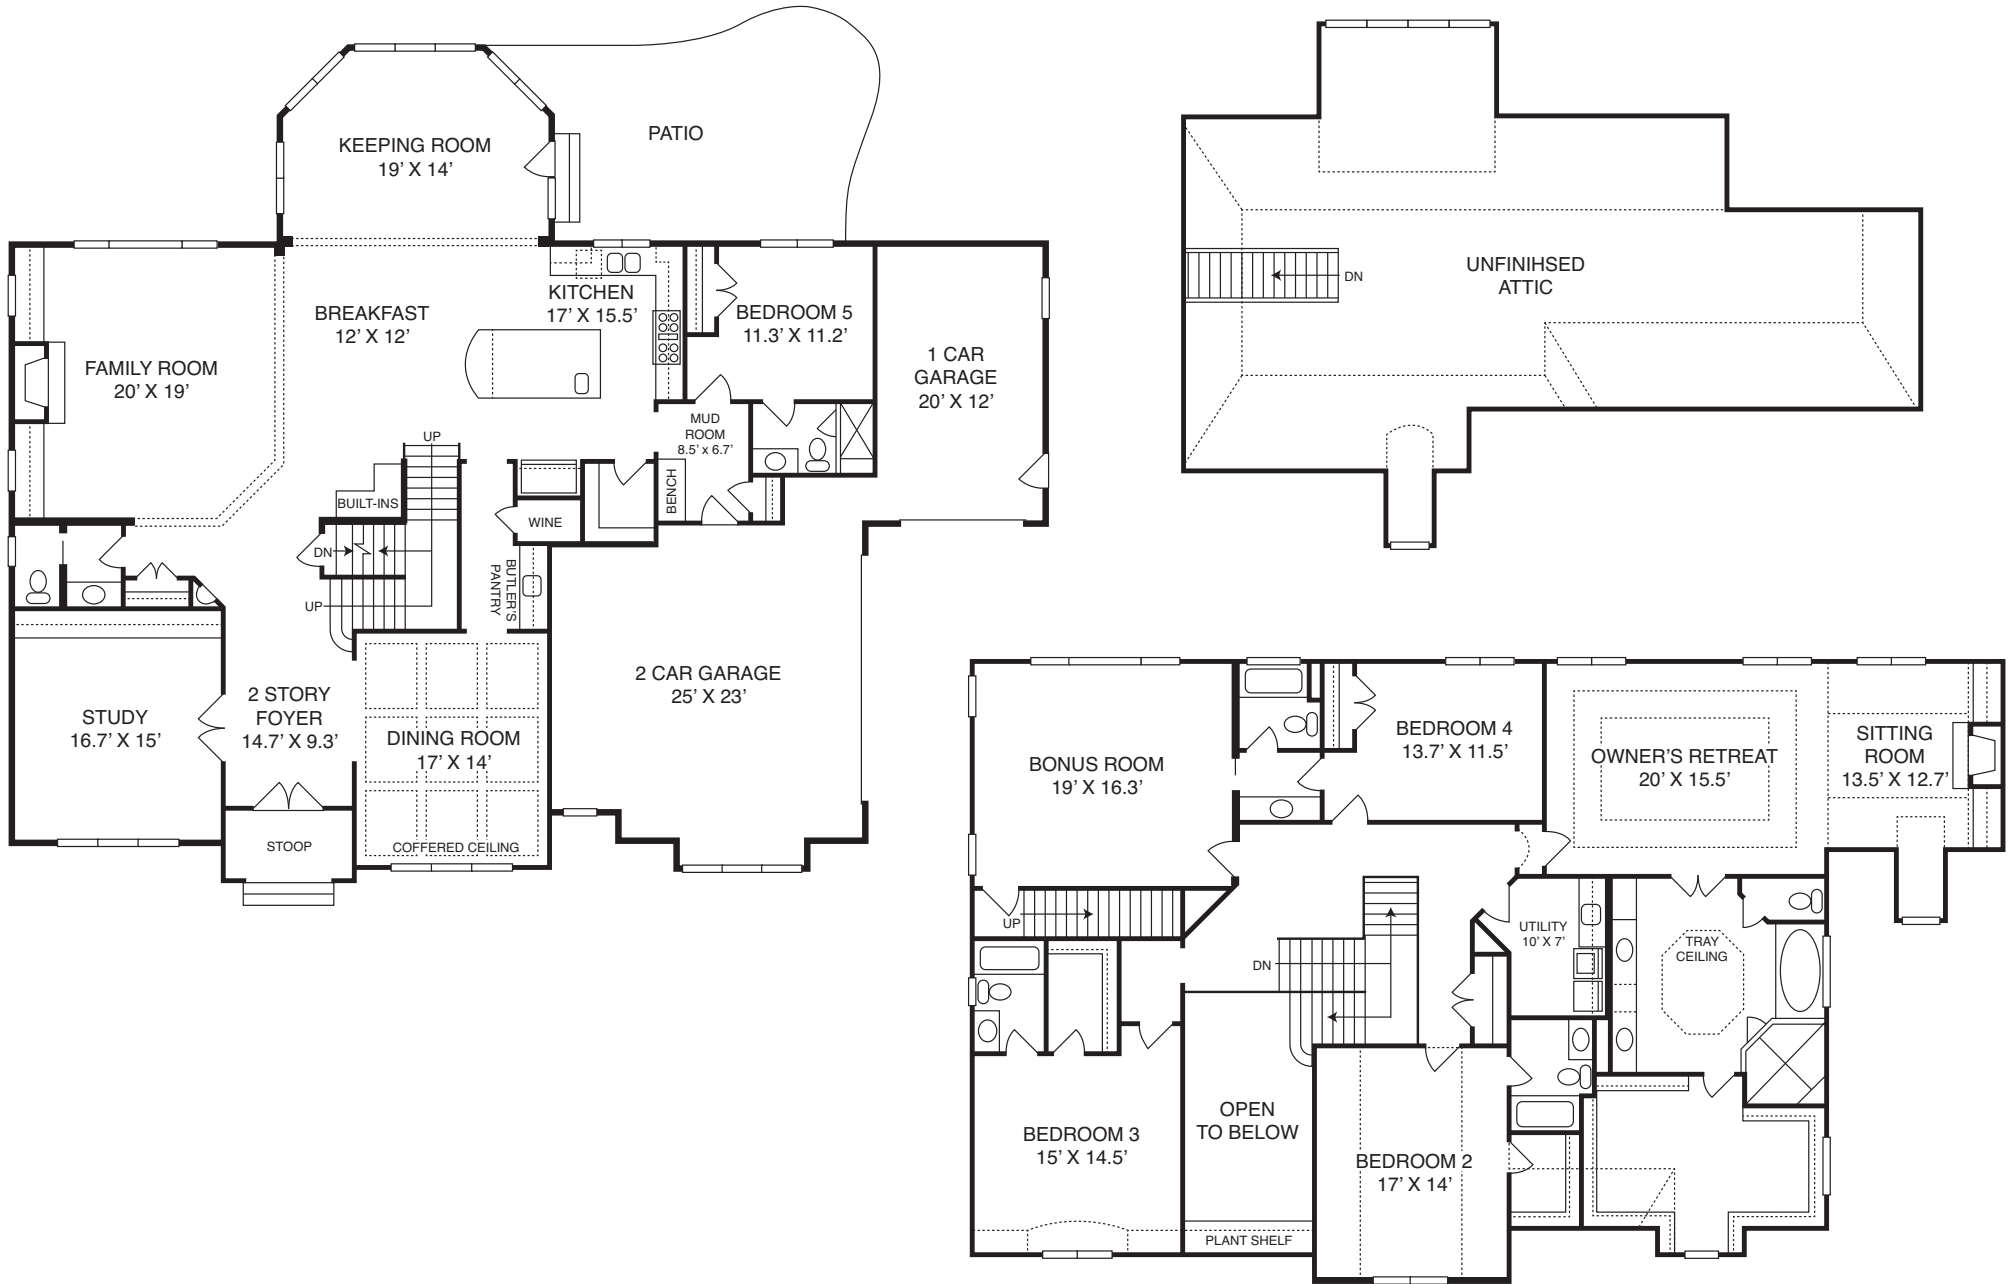 KEEPING ROOM
19’ X 14’
PATIO
BREAKFAST
12’ X 12’
KITCHEN
17’ X 15.5’
BEDROOM 5
11.3’ X 11.2’
FAMILY ROOM
20’ X 19’
1 CAR
GARAGE
20’ X 12’
MUD
ROOM
8.5’ x 6.7’
BENCH
UP
BUILT-INS
WINE
DN
UP
BUTLER’S
PANTRY
2 CAR GARAGE
25’ X 23’
STUDY
16.7’ X 15’
2 STORY
FOYER
14.7’ X 9.3’
DINING ROOM
17’ X 14’
COFFERED CEILING
STOOP
UNFINIHSED
ATTIC
DN
BONUS ROOM
19’ X 16.3’
BEDROOM 4
13.7’ X 11.5’
OWNER’S RETREAT
20’ X 15.5’
SITTING
ROOM
13.5’ X 12.7’
UP
UTILITY
10’ X 7’
TRAY
CEILING
DN
OPEN
TO BELOW
BEDROOM 3
15’ X 14.5’
BEDROOM 2
17’ X 14’
PLANT SHELF